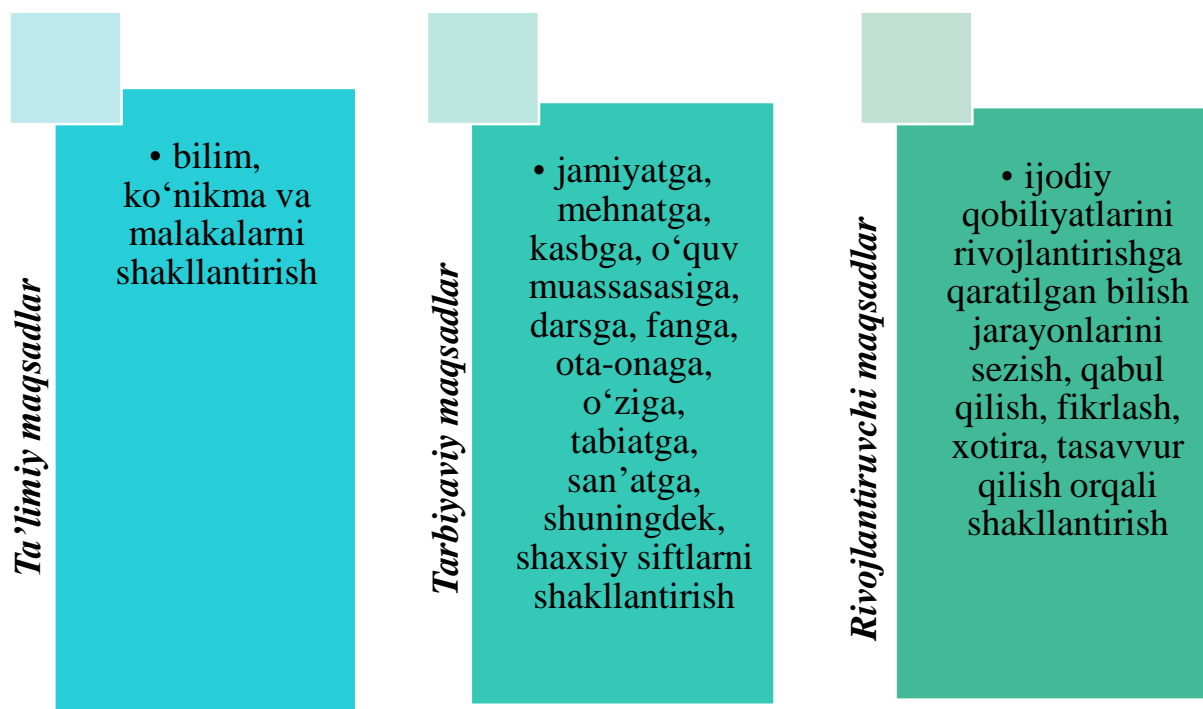 Ta’limiy maqsadlar
• bilim,
ko‘nikma va
malakalarni
shakllantirish
Tarbiyaviy maqsadlar
• jamiyatga,
mehnatga,
kasbga, o‘quv
muassasasiga,
darsga, fanga,
ota-onaga,
o‘ziga,
tabiatga,
san’atga,
shuningdek,
shaxsiy siftlarni
shakllantirish
Rivojlantiruvchi maqsadlar
• ijodiy
qobiliyatlarini
rivojlantirishga
qaratilgan bilish
jarayonlarini
sezish, qabul
qilish, fikrlash,
xotira, tasavvur
qilish orqali
shakllantirish